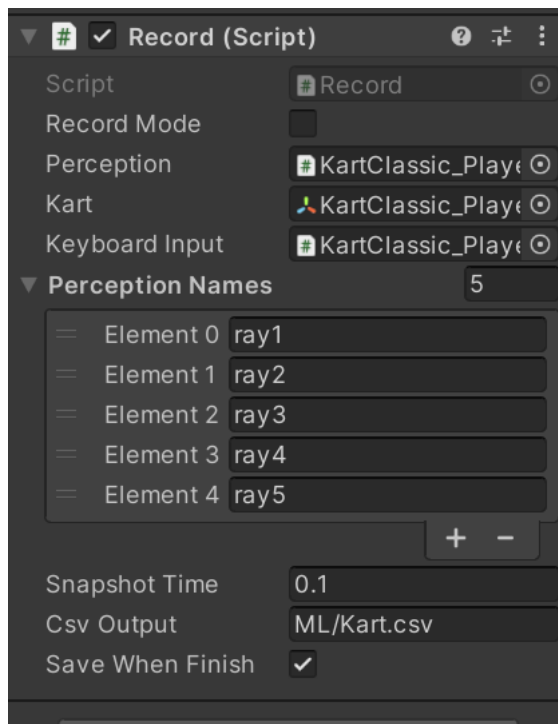 # Record (Script)
Script # Record
Record Mode
Perception # KartClassic_Playe
Kart KartClassic_Playe
Keyboard Input # KartClassic_Playe
Perception Names 5
Element 0 ray1
Element 1 ray2
Element 2 ray3
Element 3 ray4
Element 4 ray5
+ −
Snapshot Time 0.1
Csv Output ML/Kart.csv
Save When Finish